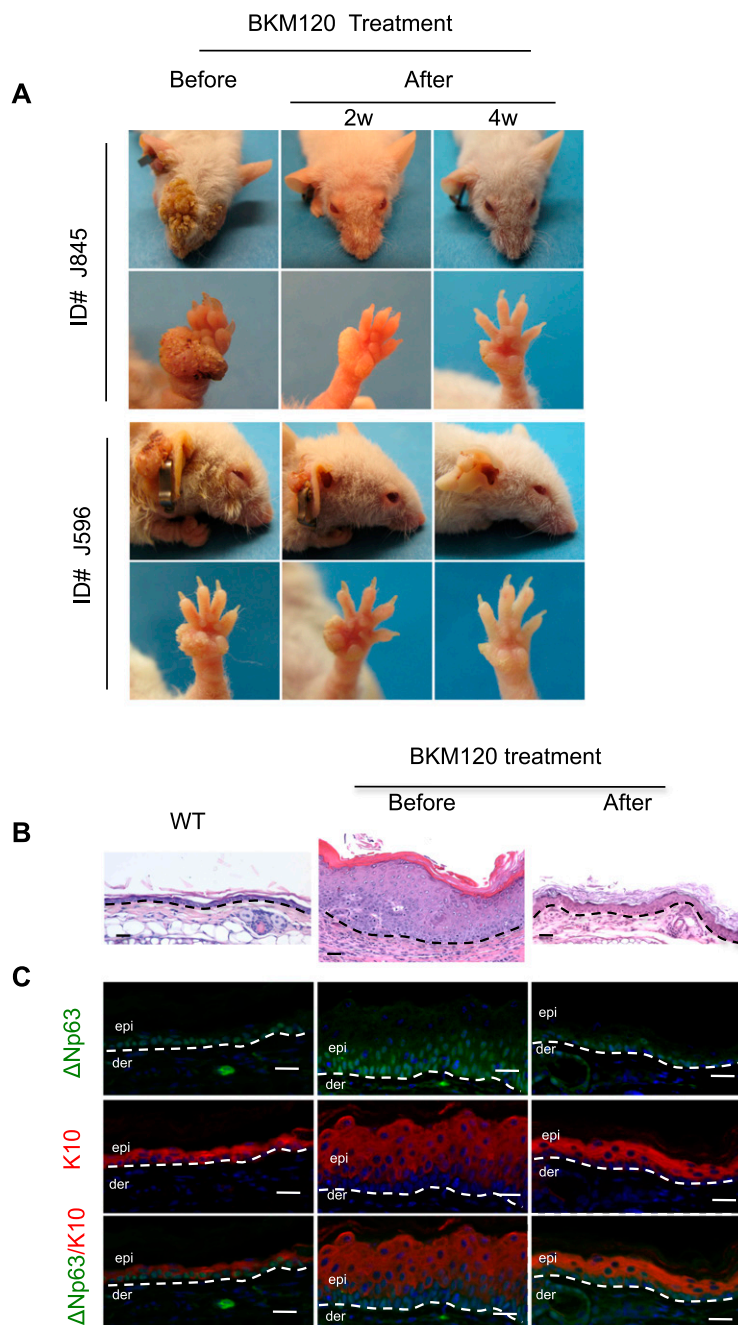 BKM120 Treatment
Before After
A
2w 4w
ID# J845
ID# J596
BKM120 treatment
Before After
B
WT
C
ΔNp63
epi
der
epi
der
epi
der
K10
epi
der
epi
der
epi
der
ΔNp63/K10
epi
der
epi
der
epi
der